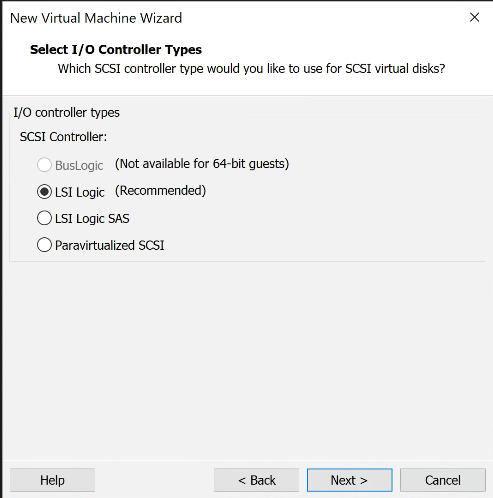 New Virtual Machine Wizard
Select I/O Controller Types
Which SCSI controller type would you like to use for SCSI virtual disks?
I/O controller types
SCSI Controller:
BusLogic (Not available for 64-bit guests)
LSI Logic (Recommended)
LSI Logic SAS
Paravirtualized SCSI
Help < Back Next > Cancel